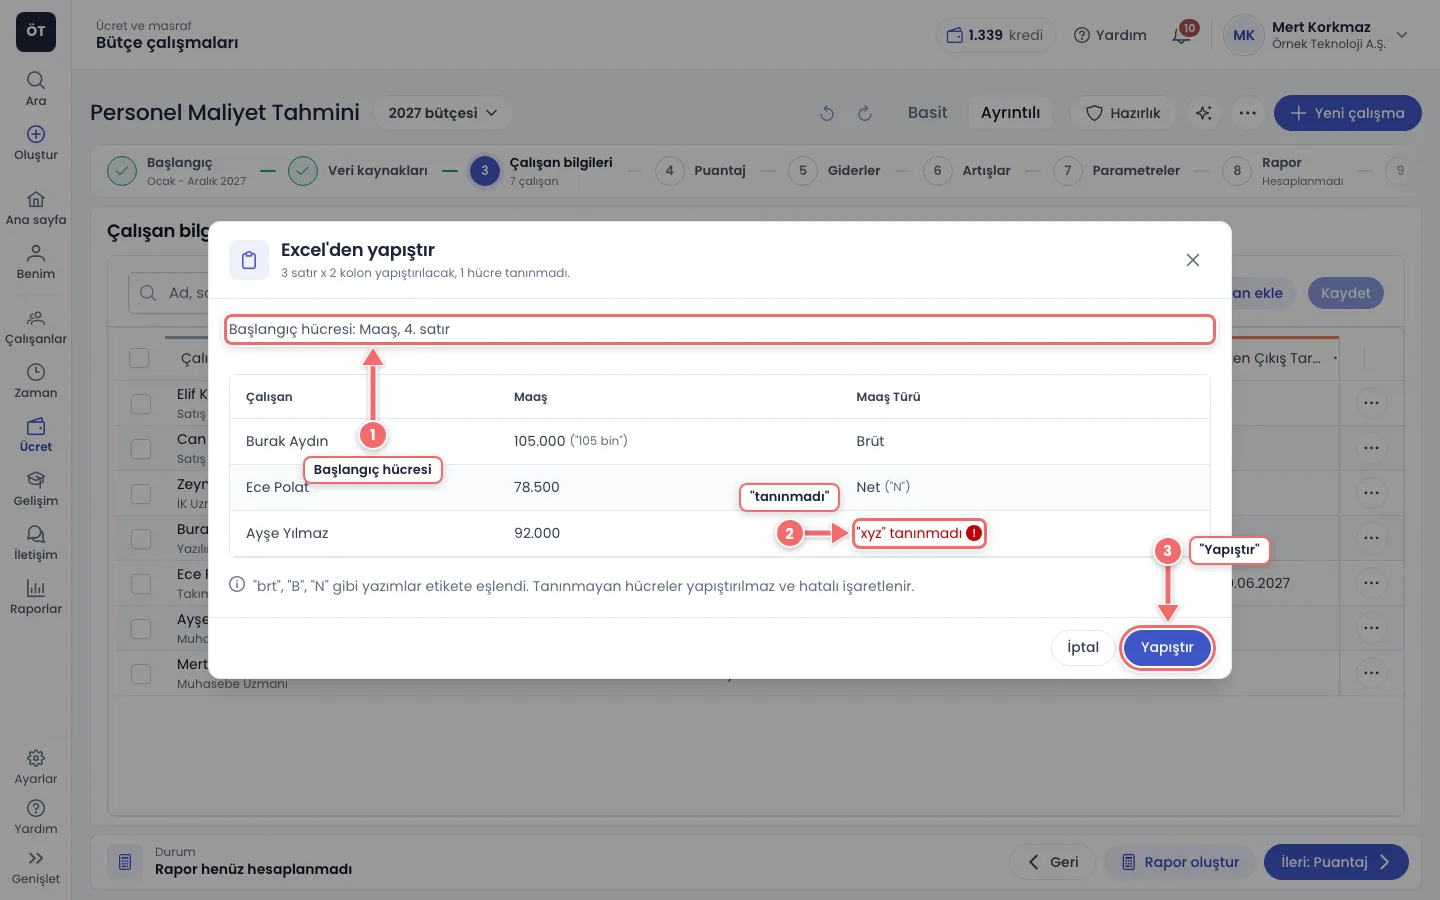 ÖT
Ara
Oluştur
Ana sayfa
Benim
Çalışanlar
Zaman
Ücret
Gelişim
İletişim
Raporlar
Ayarlar
Yardım
Genişlet
Ücret ve masraf
Bütçe çalışmaları
1.339 kredi
Yardım
10
MK
Mert Korkmaz
Örnek Teknoloji A.Ş.
Personel Maliyet Tahmini
2027 bütçesi
Basit
Ayrıntılı
Hazırlık
Yeni çalışma
Başlangıç
Ocak - Aralık 2027
Veri kaynakları
3
Çalışan bilgileri
7 çalışan
4
Puantaj
5
Giderler
6
Artışlar
7
Parametreler
8
Rapor
Hesaplanmadı
9
Çalışan bilg
Ad, so
an ekle
Kaydet
Çalı
en Çıkış Tar...
Elif K
Satış
Can
Satış
Zeyn
İK Uzn
Bura
Yazılı
Ece P
Takım
.06.2027
Ayşe
Muha
Mert
Muhasebe Uzmanı
Excel'den yapıştır
3 satır x 2 kolon yapıştırılacak, 1 hücre tanınmadı.
Başlangıç hücresi: Maaş, 4. satır
Çalışan
Maaş
Maaş Türü
Burak Aydın
105.000 ("105 bin")
Brüt
Ece Polat
78.500
Net ("N")
Ayşe Yılmaz
92.000
"xyz" tanınmadı
1
Başlangıç hücresi
2
"tanınmadı"
3
"Yapıştır"
"brt", "B", "N" gibi yazımlar etikete eşlendi. Tanınmayan hücreler yapıştırılmaz ve hatalı işaretlenir.
İptal
Yapıştır
Durum
Rapor henüz hesaplanmadı
Geri
Rapor oluştur
İleri: Puantaj